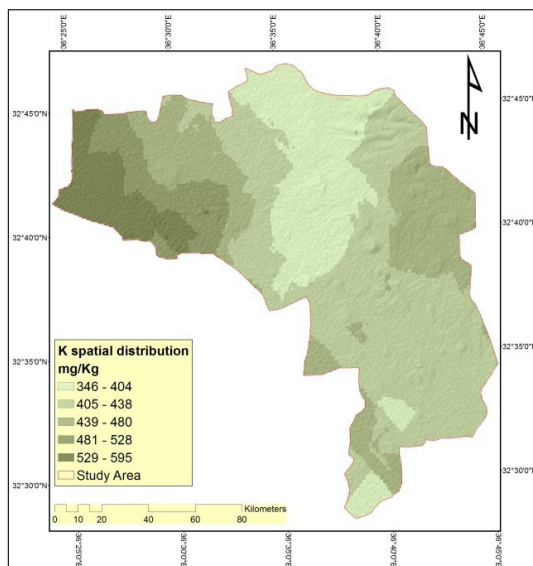 36°25'0"E 36°30'0"E 36°35'0"E 36°40'0"E
32°45'0"N 32°45'0"N
N
32°40'0"N 32°40'0"N
32°35'0"N 32°35'0"N
32°30'0"N 32°30'0"N
K spatial distribution
mg/Kg
346 - 404
405 - 438
439 - 480
481 - 528
529 - 595
Study Area
Kilometers
0 10 20 40 60 80
36°25'0"E 36°30'0"E 36°35'0"E 36°40'0"E 36°45'0"E